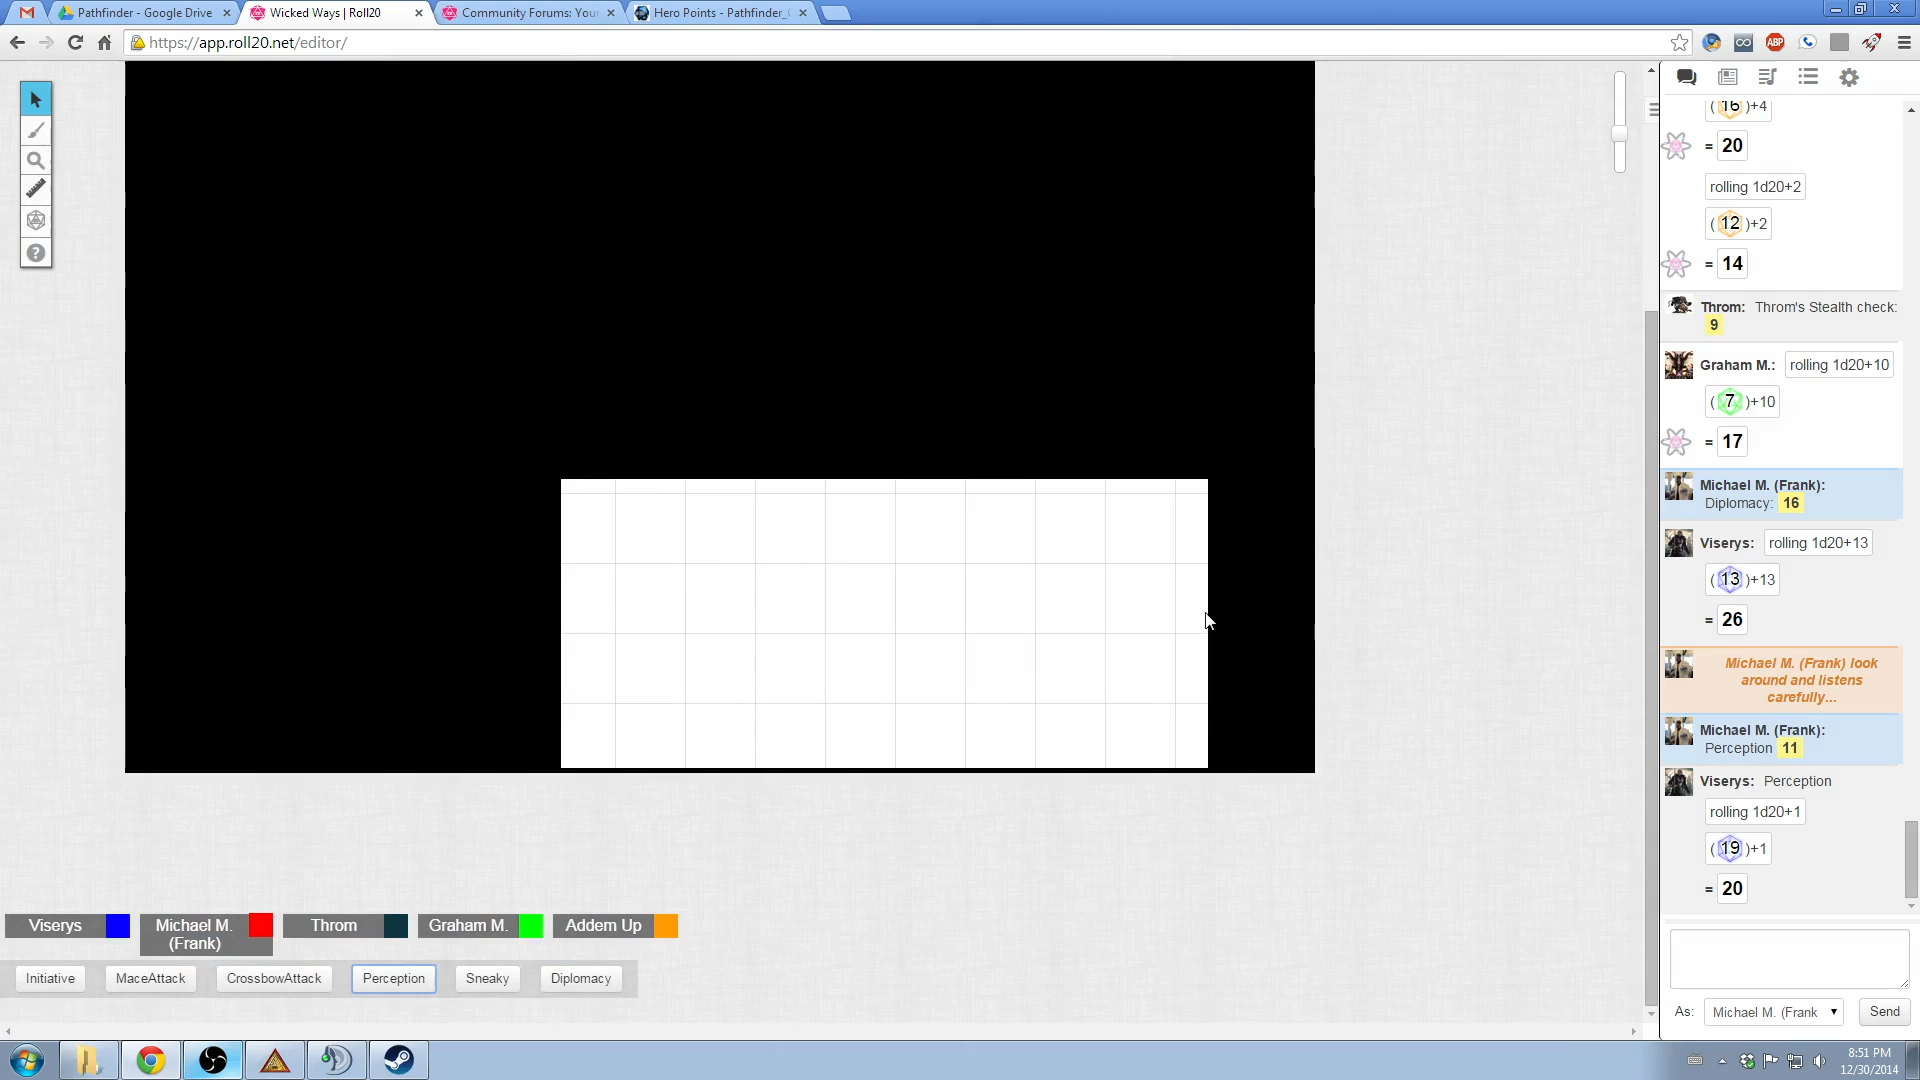 Pathfinder - Google Drive
Wicked Ways | Roll20
Community Forums: Your
Hero Points - Pathfinder_
https://app.roll20.net/editor/
ABP
(16)+4
= 20
rolling 1d20+2
(12)+2
= 14
Throm: Throm's Stealth check:
9
Graham M.: rolling 1d20+10
(7)+10
= 17
Michael M. (Frank):
Diplomacy: 16
Viserys: rolling 1d20+13
(13)+13
= 26
Michael M. (Frank) look
around and listens
carefully...
Michael M. (Frank):
Perception 11
Viserys: Perception
rolling 1d20+1
(19)+1
= 20
Viserys
Michael M.
(Frank)
Throm
Graham M.
Addem Up
Initiative
MaceAttack
CrossbowAttack
Perception
Sneaky
Diplomacy
As: Michael M. (Frank
Send
8:51 PM
12/30/2014